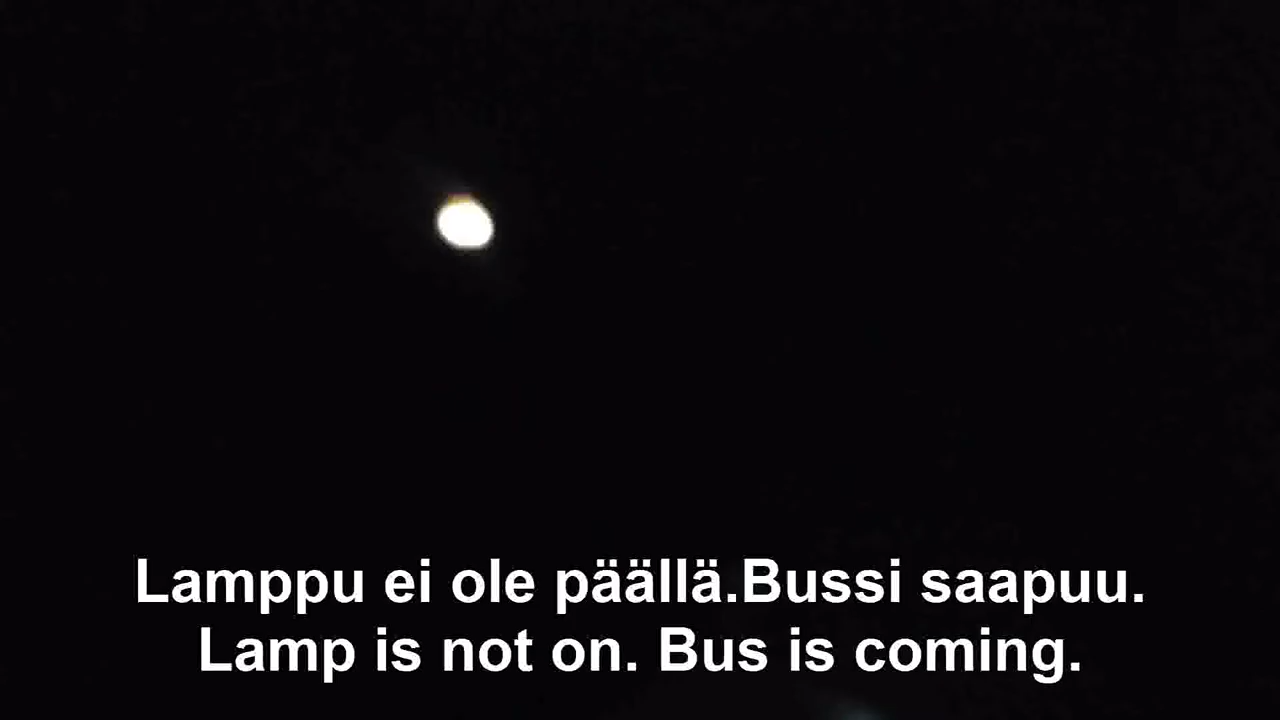 Lamppu ei ole päällä.Bussi saapuu.
Lamp is not on. Bus is coming.